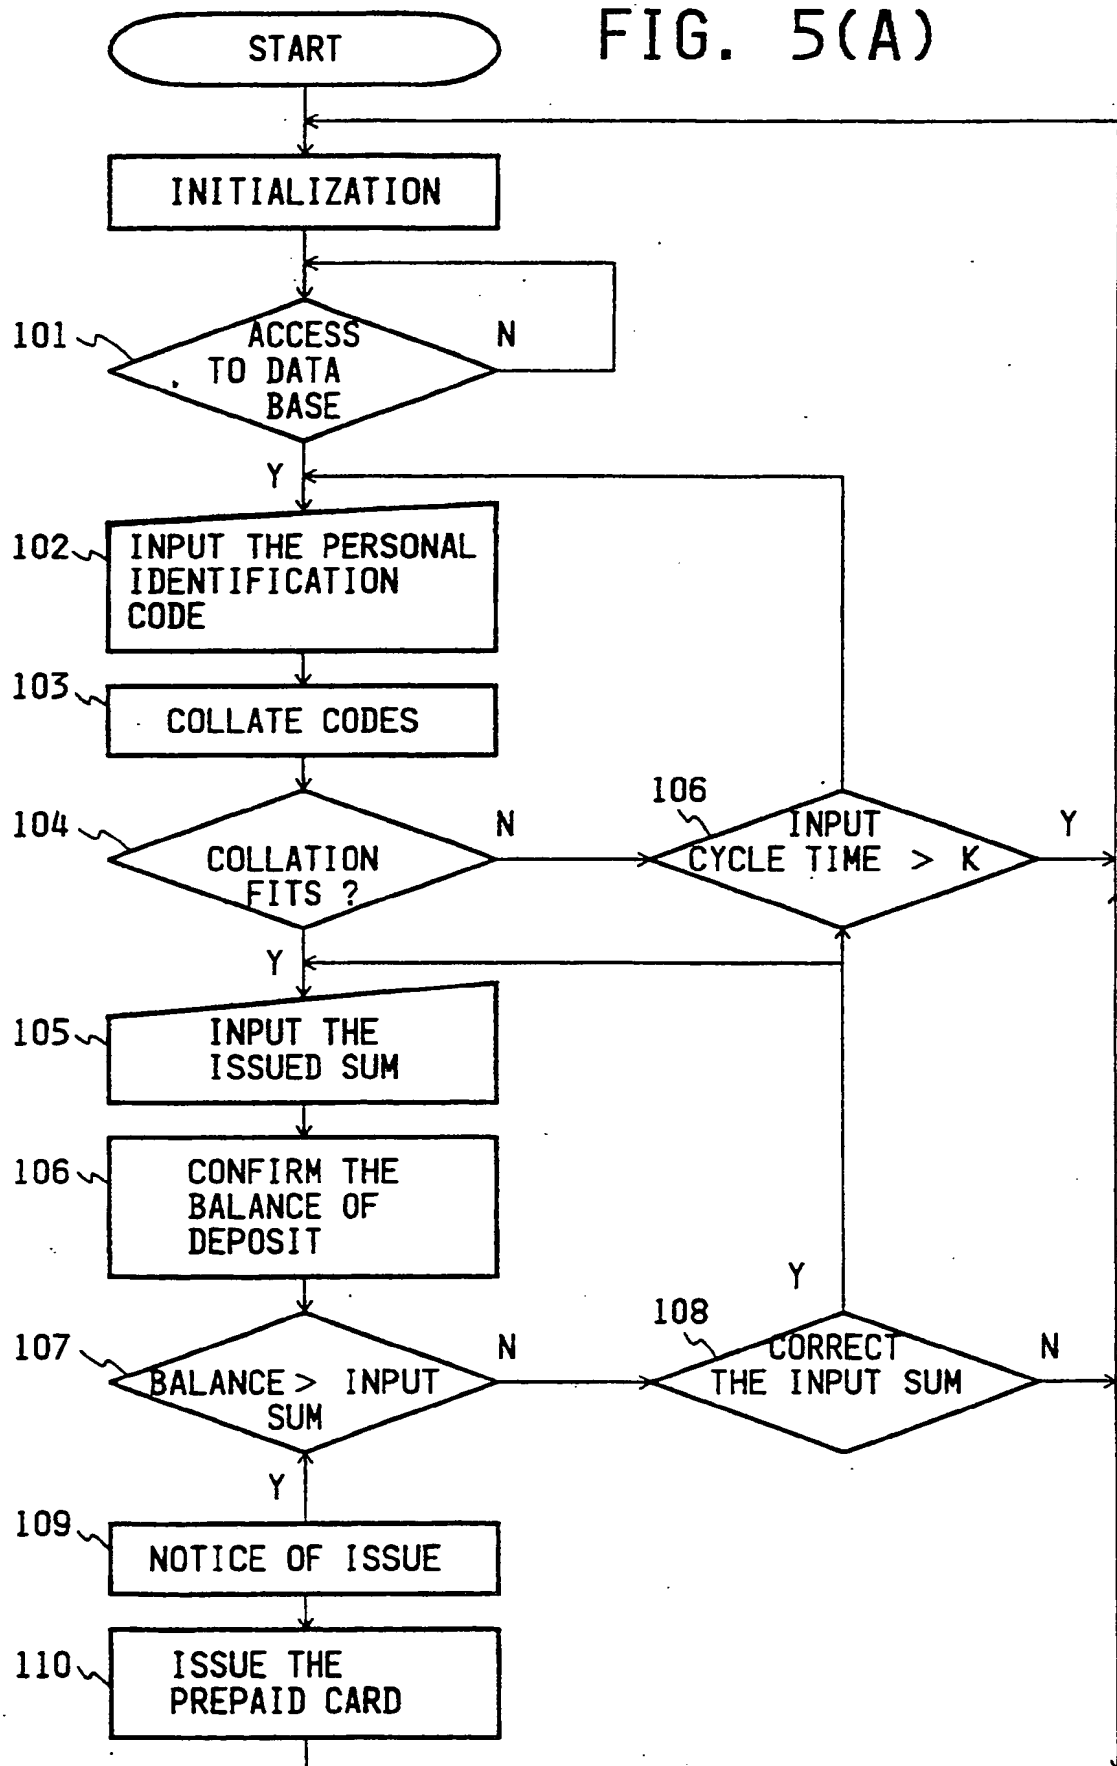 FIG. 5(A)
START
INITIALIZATION
101
ACCESS
TO DATA
BASE
N
Y
102
INPUT THE PERSONAL
IDENTIFICATION
CODE
103
COLLATE CODES
104
COLLATION
FITS ?
N
106
INPUT
CYCLE TIME > K
Y
Y
105
INPUT THE
ISSUED SUM
106
CONFIRM THE
BALANCE OF
DEPOSIT
Y
107
BALANCE > INPUT
SUM
N
108
CORRECT
THE INPUT SUM
N
Y
109
NOTICE OF ISSUE
110
ISSUE THE
PREPAID CARD